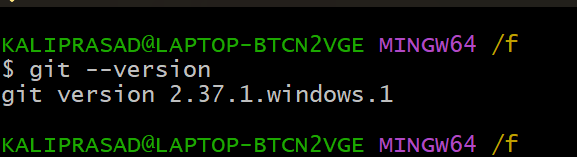 KALIPRASAD@LAPTOP-BTCN2VGE MINGW64 /f
$ git --version
git version 2.37.1.windows.1
KALIPRASAD@LAPTOP-BTCN2VGE MINGW64 /f